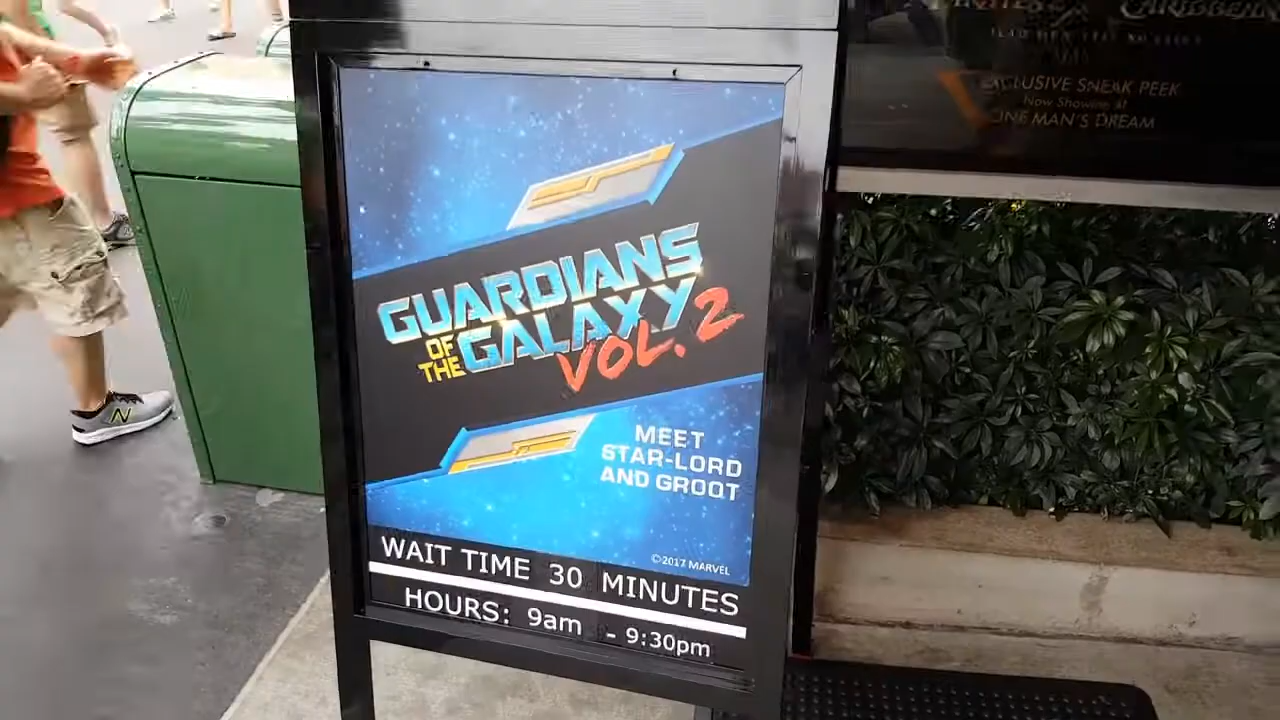 CARIBBEAN
EXCLUSIVE SNEAK PEEK
Now Showing at
ONE MAN'S DREAM
GUARDIANS
OF THE
GALAXY
VOL. 2
MEET
STAR-LORD
AND GROOT
©2017 MARVEL
WAIT TIME 30 MINUTES
HOURS: 9am - 9:30pm
N